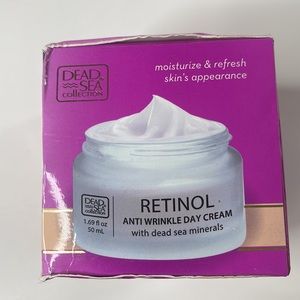 DEAD
SEA
collection
moisturize & refresh
skin's appearance
DEAD
SEA
collection
1.69 fl oz
50 mL
RETINOL
ANTI WRINKLE DAY CREAM
with dead sea minerals